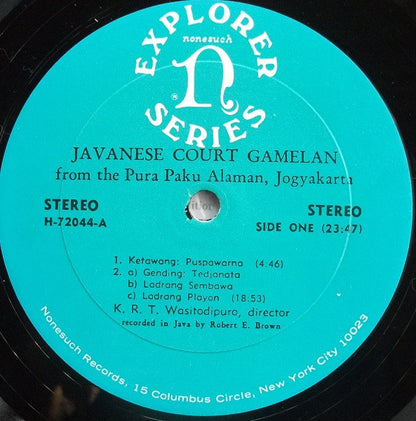 EXPLORER
nonesuch
n
®
SERIES
JAVANESE COURT GAMELAN
from the Pura Paku Alaman, Jogyakarta
STEREO
H-72044-A
STEREO
SIDE ONE (23:47)
1. Ketawang: Puspawarna (4:46)
2. a) Gending: Tedjanata
b) Ladrang Sembawa
c) Ladrang Playon (18:53)
K. R. T. Wasitodipuro, director
recorded in Java by Robert E. Brown
Nonesuch Records, 15 Columbus Circle, New York City 10023